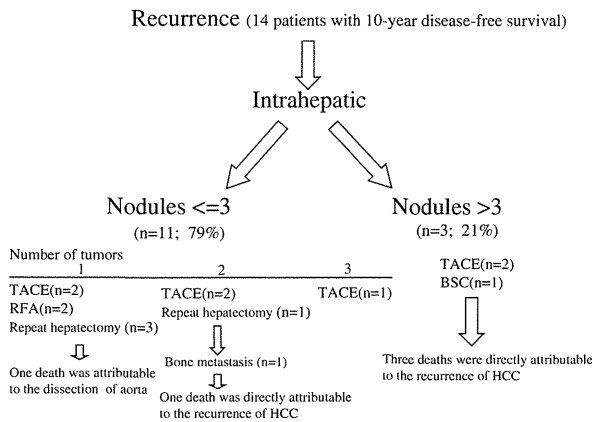 Recurrence (14 patients with 10-year disease-free survival)
Intrahepatic
Nodules <=3
(n=11; 79%)
Nodules >3
(n=3; 21%)
Number of tumors
1 2 3
TACE(n=2)
RFA(n=2)
Repeat hepatectomy (n=3)
One death was attributable
to the dissection of aorta
TACE(n=2)
Repeat hepatectomy (n=1)
Bone metastasis (n=1)
One death was directly attributable
to the recurrence of HCC
TACE(n=1)
TACE(n=2)
BSC(n=1)
Three deaths were directly attributable
to the recurrence of HCC